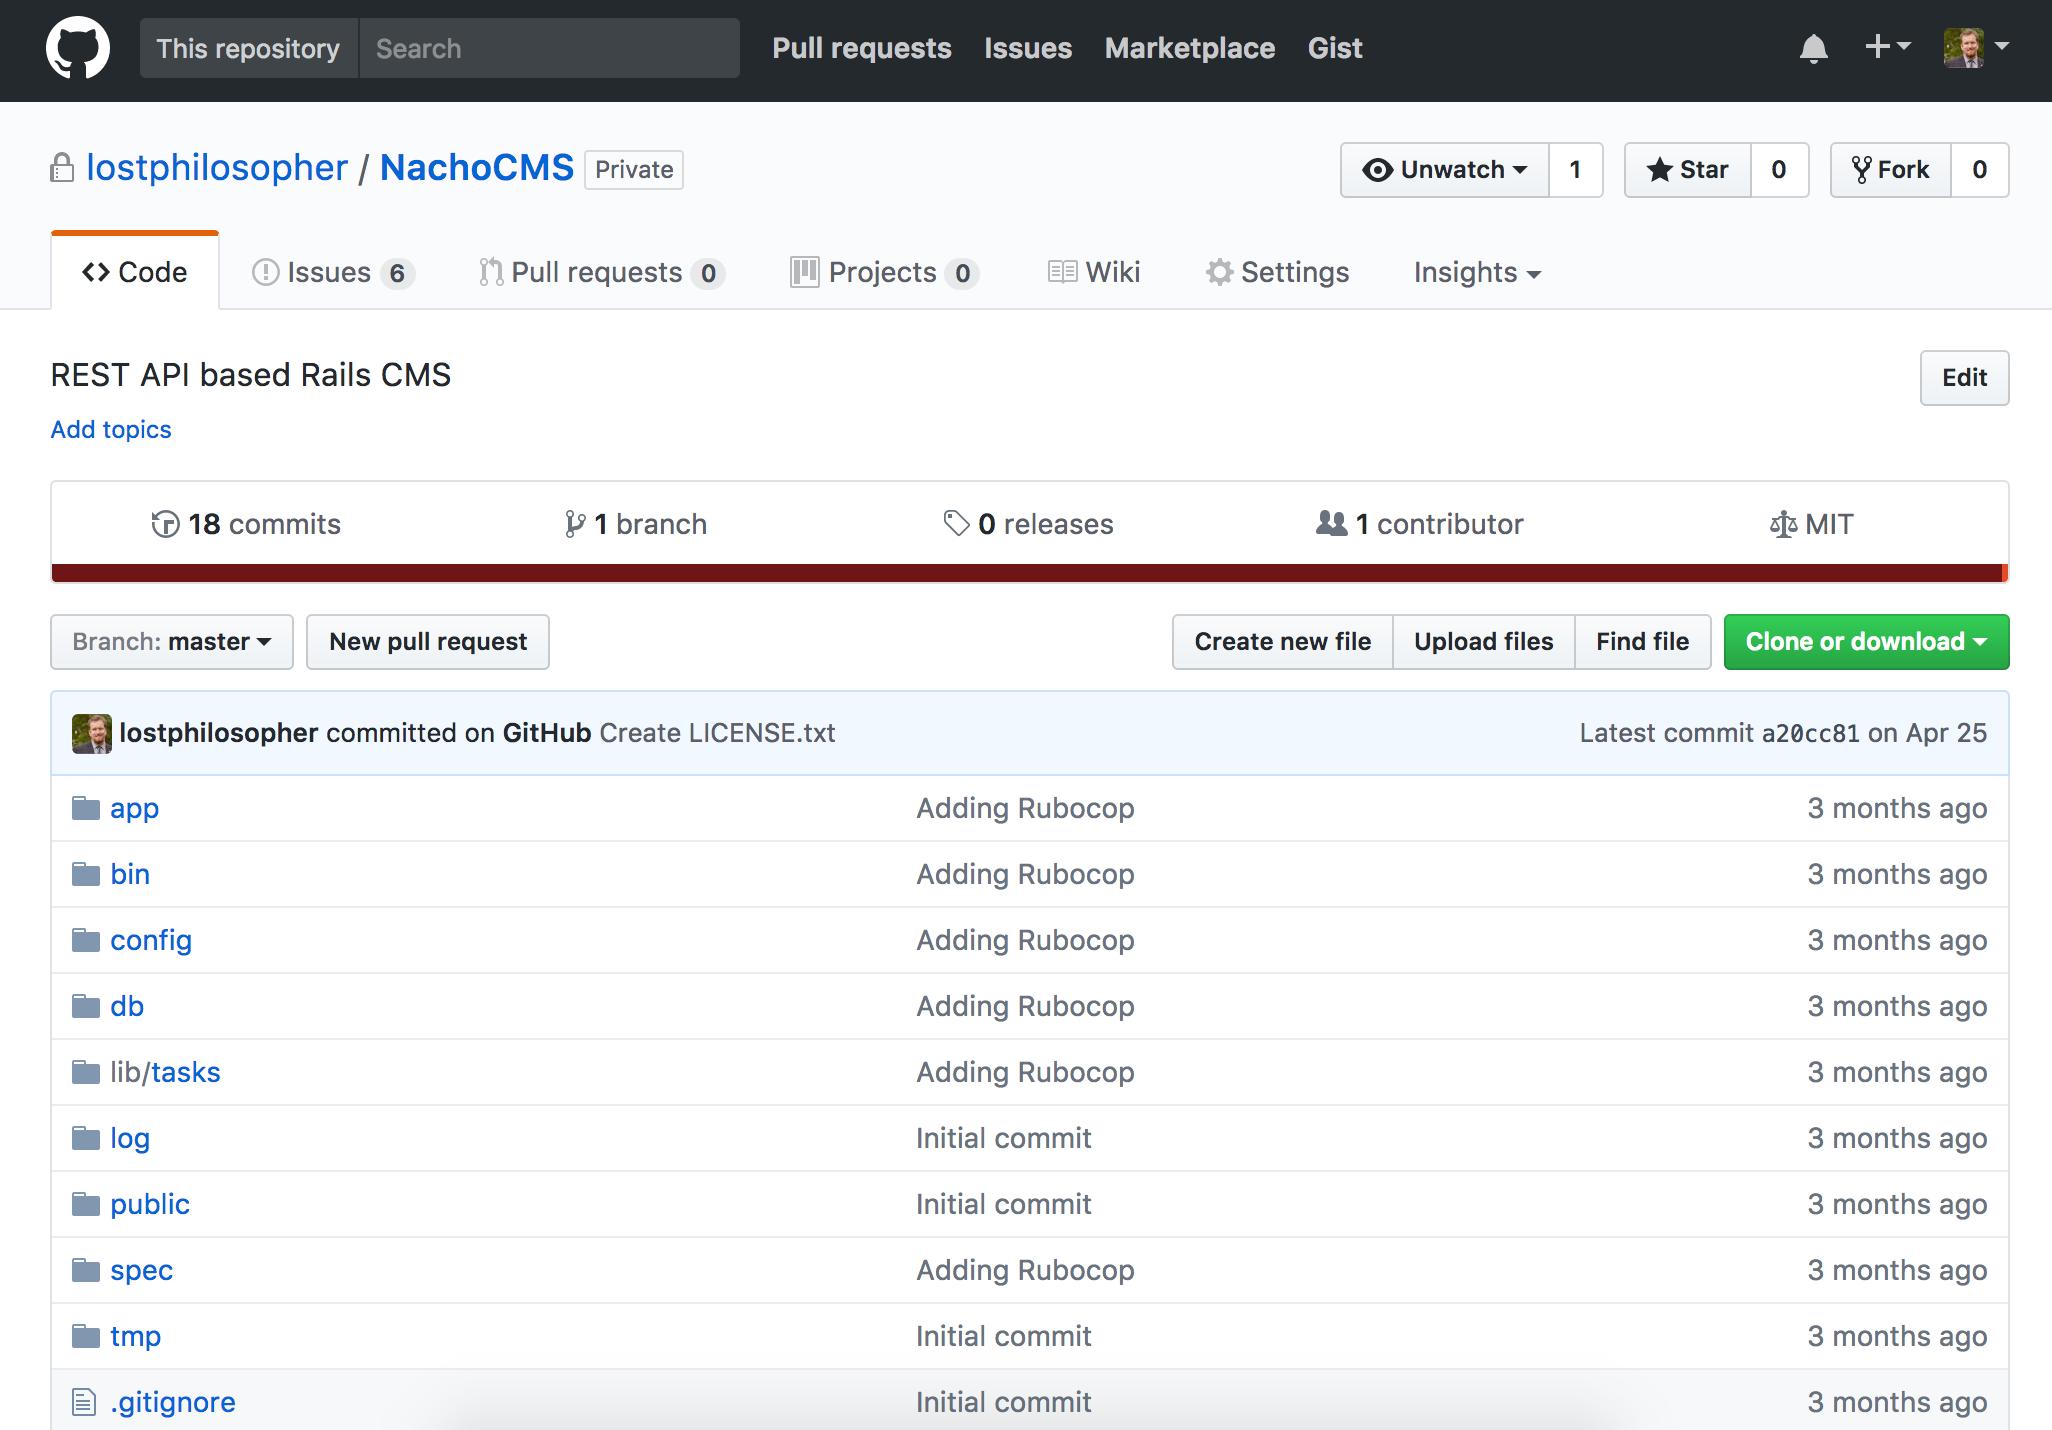 This repository Search Pull requests Issues Marketplace Gist
lostphilosopher / NachoCMS Private Unwatch 1 Star 0 Fork 0
Code Issues 6 Pull requests 0 Projects 0 Wiki Settings Insights
REST API based Rails CMS Edit
Add topics
18 commits 1 branch 0 releases 1 contributor MIT
Branch: master New pull request Create new file Upload files Find file Clone or download
lostphilosopher committed on GitHub Create LICENSE.txt Latest commit a20cc81 on Apr 25
app Adding Rubocop 3 months ago
bin Adding Rubocop 3 months ago
config Adding Rubocop 3 months ago
db Adding Rubocop 3 months ago
lib/tasks Adding Rubocop 3 months ago
log Initial commit 3 months ago
public Initial commit 3 months ago
spec Adding Rubocop 3 months ago
tmp Initial commit 3 months ago
.gitignore Initial commit 3 months ago